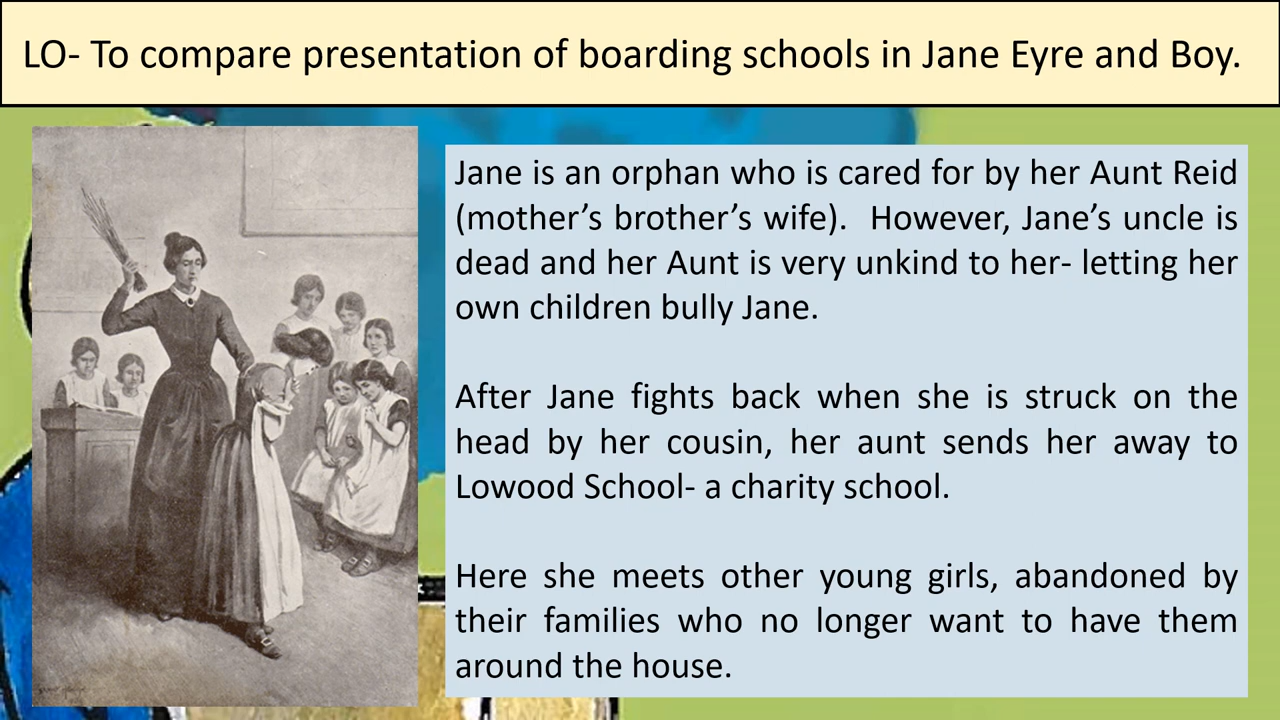 LO- To compare presentation of boarding schools in Jane Eyre and Boy.
Jane is an orphan who is cared for by her Aunt Reid
(mother’s brother’s wife).  However, Jane’s uncle is
dead and her Aunt is very unkind to her- letting her
own children bully Jane.
After Jane fights back when she is struck on the
head by her cousin, her aunt sends her away to
Lowood School- a charity school.
Here she meets other young girls, abandoned by
their families who no longer want to have them
around the house.